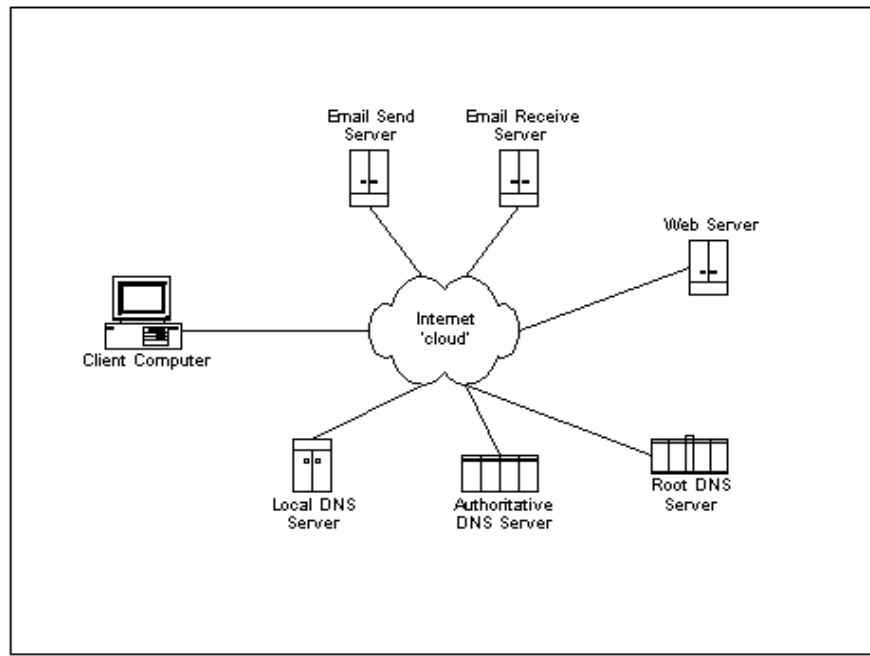 Email Send
Server
Email Receive
Server
Web Server
Internet
'cloud'
Client Computer
Local DNS
Server
Authoritative
DNS Server
Root DNS
Server